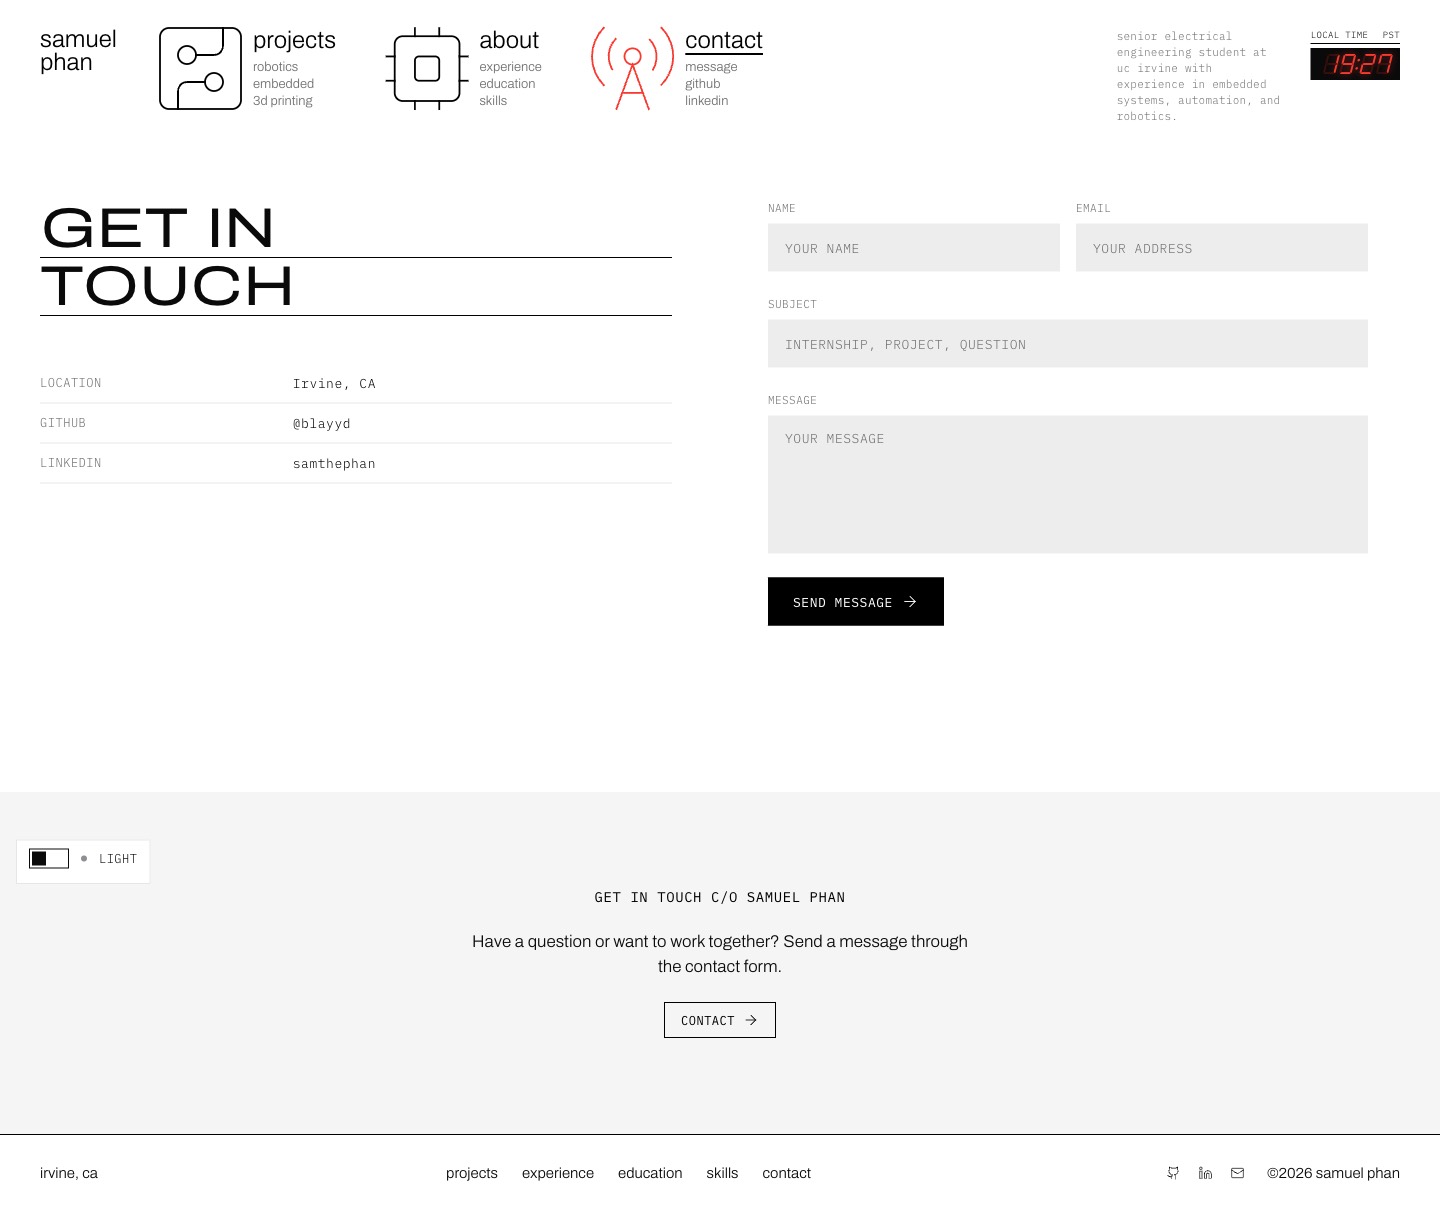 samuel
phan
projects
robotics
embedded
3d printing
about
experience
education
skills
contact
message
github
linkedin
senior electrical
engineering student at
uc irvine with
experience in embedded
systems, automation, and
robotics.
LOCAL TIME PST
19:27
GET IN
TOUCH
LOCATION Irvine, CA
GITHUB @blayyd
LINKEDIN samthephan
NAME EMAIL
YOUR NAME YOUR ADDRESS
SUBJECT
INTERNSHIP, PROJECT, QUESTION
MESSAGE
YOUR MESSAGE
SEND MESSAGE →
LIGHT
GET IN TOUCH C/O SAMUEL PHAN
Have a question or want to work together? Send a message through
the contact form.
CONTACT →
irvine, ca projects experience education skills contact ©2026 samuel phan